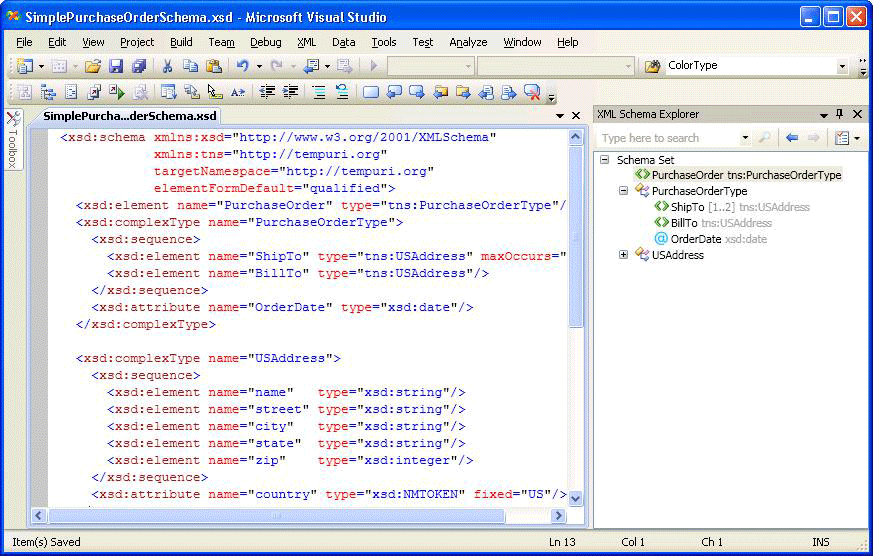 SimplePurchaseOrderSchema.xsd - Microsoft Visual Studio
File Edit View Project Build Team Debug XML Data Tools Test Analyze Window Help
ColorType
Toolbox
SimplePurcha...derSchema.xsd
<xsd:schema xmlns:xsd="http://www.w3.org/2001/XMLSchema"
xmlns:tns="http://tempuri.org"
targetNamespace="http://tempuri.org"
elementFormDefault="qualified">
<xsd:element name="PurchaseOrder" type="tns:PurchaseOrderType"/
<xsd:complexType name="PurchaseOrderType">
<xsd:sequence>
<xsd:element name="ShipTo" type="tns:USAddress" maxOccurs="
<xsd:element name="BillTo" type="tns:USAddress"/>
</xsd:sequence>
<xsd:attribute name="OrderDate" type="xsd:date"/>
</xsd:complexType>
<xsd:complexType name="USAddress">
<xsd:sequence>
<xsd:element name="name" type="xsd:string"/>
<xsd:element name="street" type="xsd:string"/>
<xsd:element name="city" type="xsd:string"/>
<xsd:element name="state" type="xsd:string"/>
<xsd:element name="zip" type="xsd:integer"/>
</xsd:sequence>
<xsd:attribute name="country" type="xsd:NMTOKEN" fixed="US"/>
XML Schema Explorer
Type here to search
Schema Set
PurchaseOrder tns:PurchaseOrderType
PurchaseOrderType
ShipTo [1..2] tns:USAddress
BillTo tns:USAddress
OrderDate xsd:date
USAddress
Item(s) Saved Ln 13 Col 1 Ch 1 INS